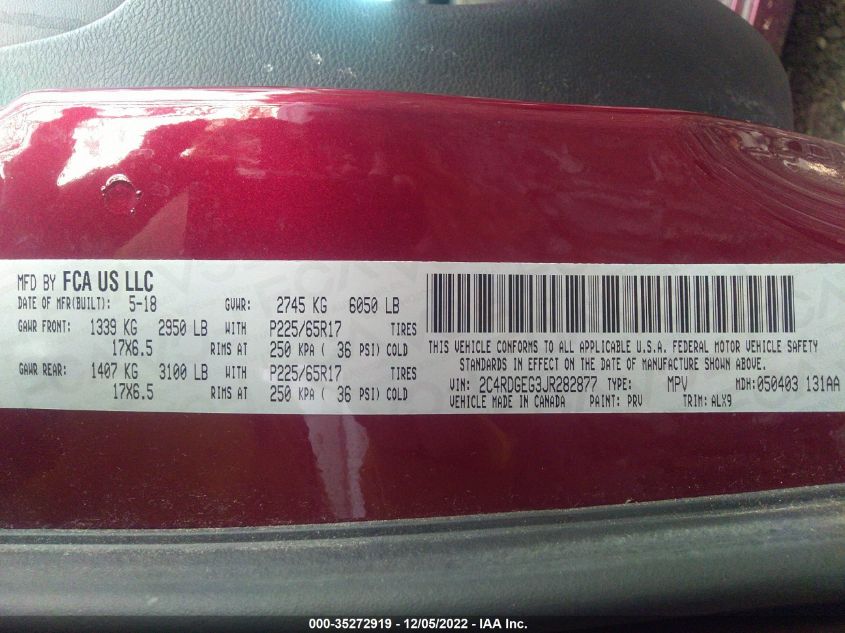 MFD BY FCA US LLC
DATE OF MFR(BUILT): 5-18 GVWR: 2745 KG 6050 LB
GAWR FRONT: 1339 KG 2950 LB WITH P225/65R17 TIRES
17X6.5 RIMS AT 250 KPA ( 36 PSI) COLD
GAWR REAR: 1407 KG 3100 LB WITH P225/65R17 TIRES
17X6.5 RIMS AT 250 KPA ( 36 PSI) COLD
THIS VEHICLE CONFORMS TO ALL APPLICABLE U.S.A. FEDERAL MOTOR VEHICLE SAFETY
STANDARDS IN EFFECT ON THE DATE OF MANUFACTURE SHOWN ABOVE.
VIN: 2C4RDGEG3JR282877 TYPE: MPV MDH: 050403 131AA
VEHICLE MADE IN CANADA PAINT: PRV TRIM: ALX9
000-35272919 - 12/05/2022 - IAA Inc.